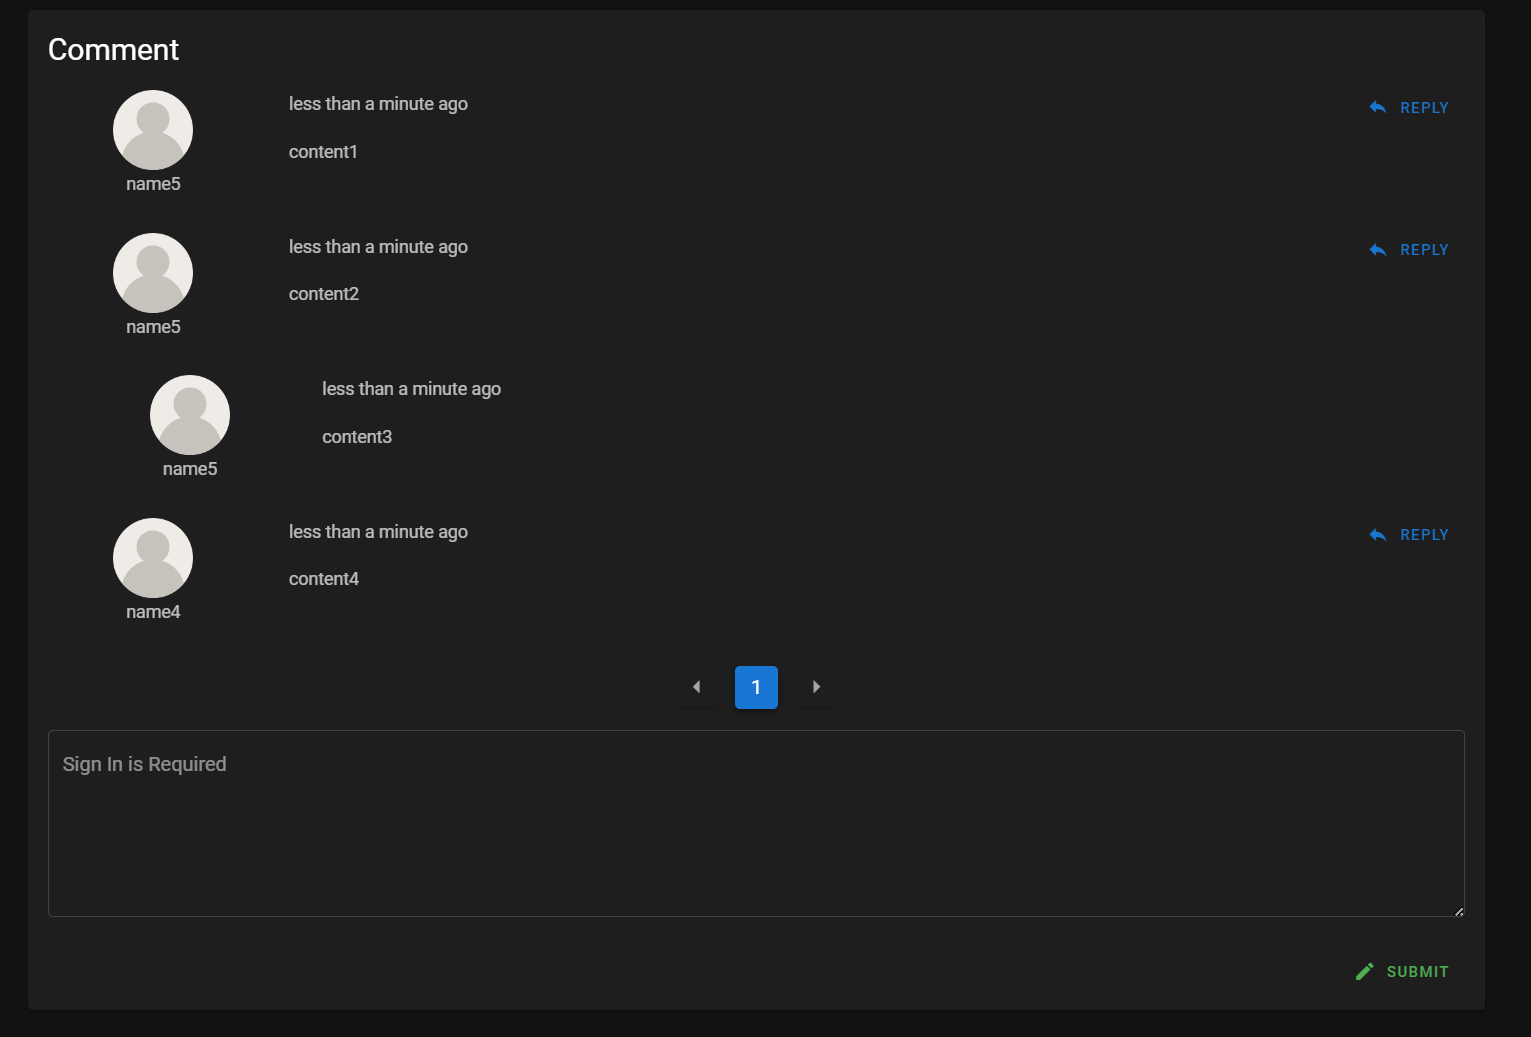 Comment
less than a minute ago
REPLY
content1
name5
less than a minute ago
REPLY
content2
name5
less than a minute ago
content3
name5
less than a minute ago
REPLY
content4
name4
1
Sign In is Required
SUBMIT